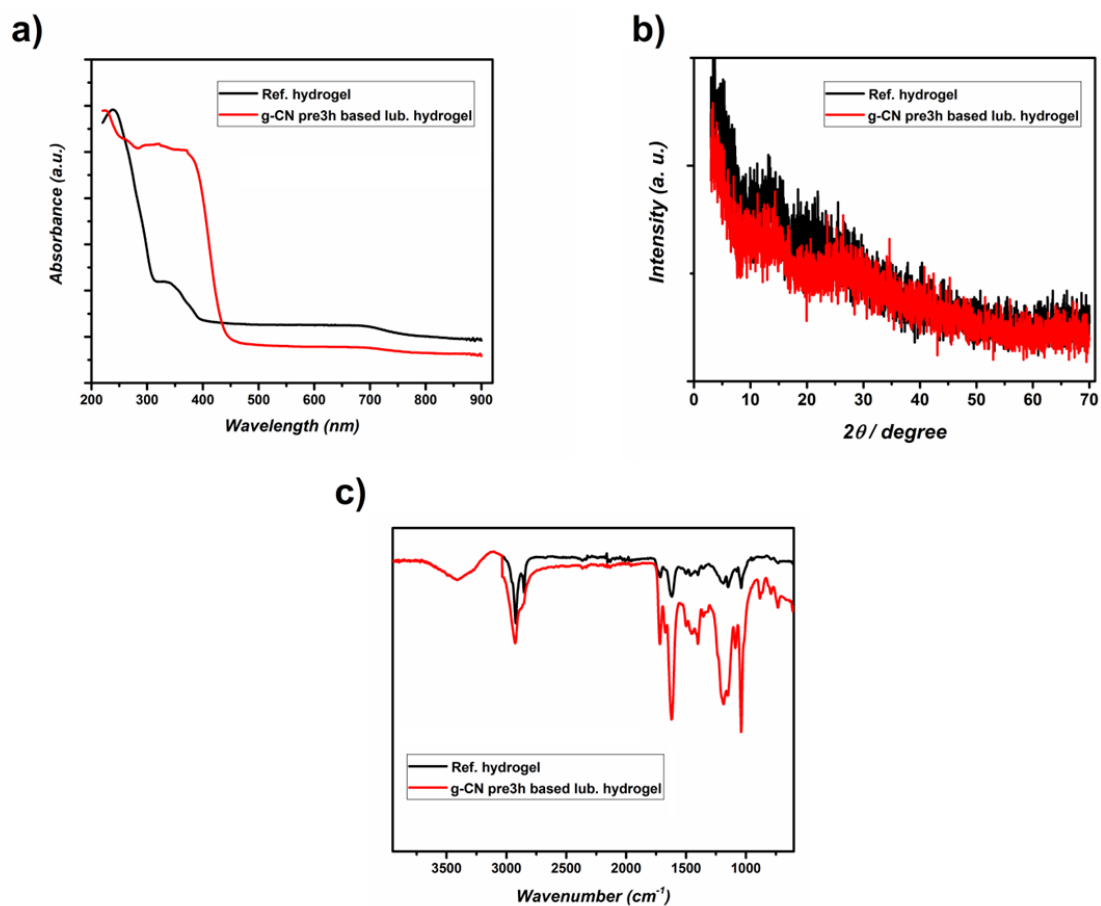 a)
Absorbance (a.u.)
Ref. hydrogel
g-CN pre3h based lub. hydrogel
200 300 400 500 600 700 800 900
Wavelength (nm)
b)
Intensity (a. u.)
Ref. hydrogel
g-CN pre3h based lub. hydrogel
0 10 20 30 40 50 60 70
2θ / degree
c)
Ref. hydrogel
g-CN pre3h based lub. hydrogel
3500 3000 2500 2000 1500 1000
Wavenumber (cm⁻¹)